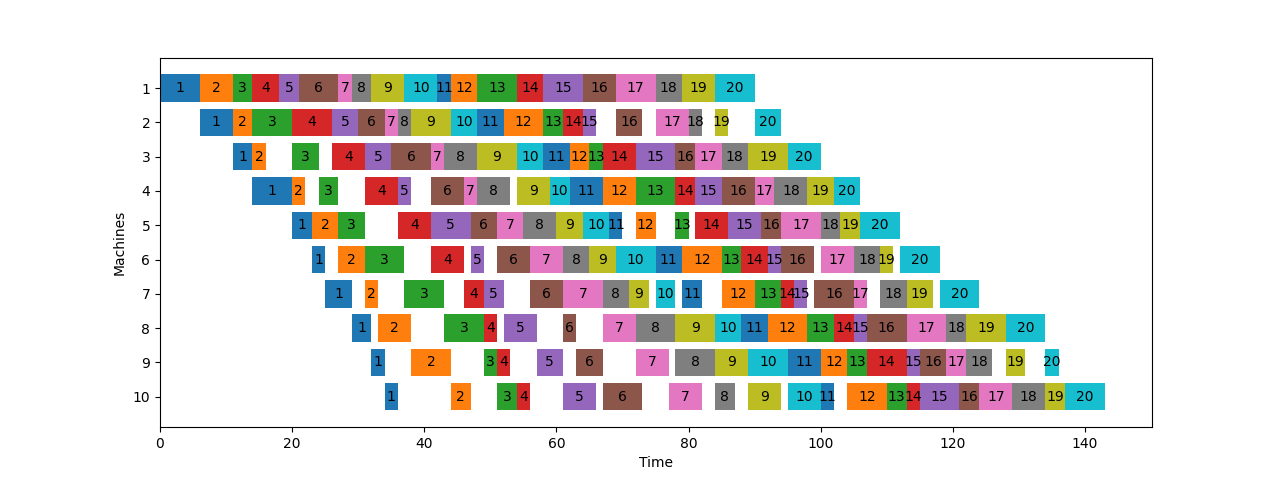 1 1 2 3 4 5 6 7 8 9 10 11 12 13 14 15 16 17 18 19 20
2 1 2 3 4 5 6 7 8 9 10 11 12 13 14 15 16 17 18 19 20
3 1 2 3 4 5 6 7 8 9 10 11 12 13 14 15 16 17 18 19 20
4 1 2 3 4 5 6 7 8 9 10 11 12 13 14 15 16 17 18 19 20
Machines
5 1 2 3 4 5 6 7 8 9 10 11 12 13 14 15 16 17 18 19 20
6 1 2 3 4 5 6 7 8 9 10 11 12 13 14 15 16 17 18 19 20
7 1 2 3 4 5 6 7 8 9 10 11 12 13 14 15 16 17 18 19 20
8 1 2 3 4 5 6 7 8 9 10 11 12 13 14 15 16 17 18 19 20
9 1 2 3 4 5 6 7 8 9 10 11 12 13 14 15 16 17 18 19 20
10 1 2 3 4 5 6 7 8 9 10 11 12 13 14 15 16 17 18 19 20
0 20 40 60 80 100 120 140
Time